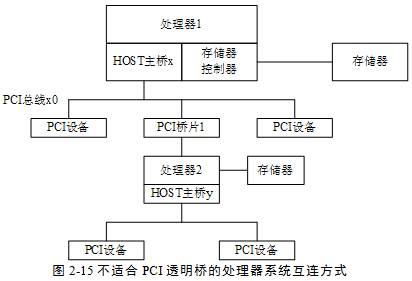 处理器1
HOST主桥x
存储器
控制器
存储器
PCI总线x0
PCI设备
PCI桥片1
PCI设备
处理器2
存储器
HOST主桥y
PCI设备
PCI设备
图 2-15 不适合 PCI 透明桥的处理器系统互连方式